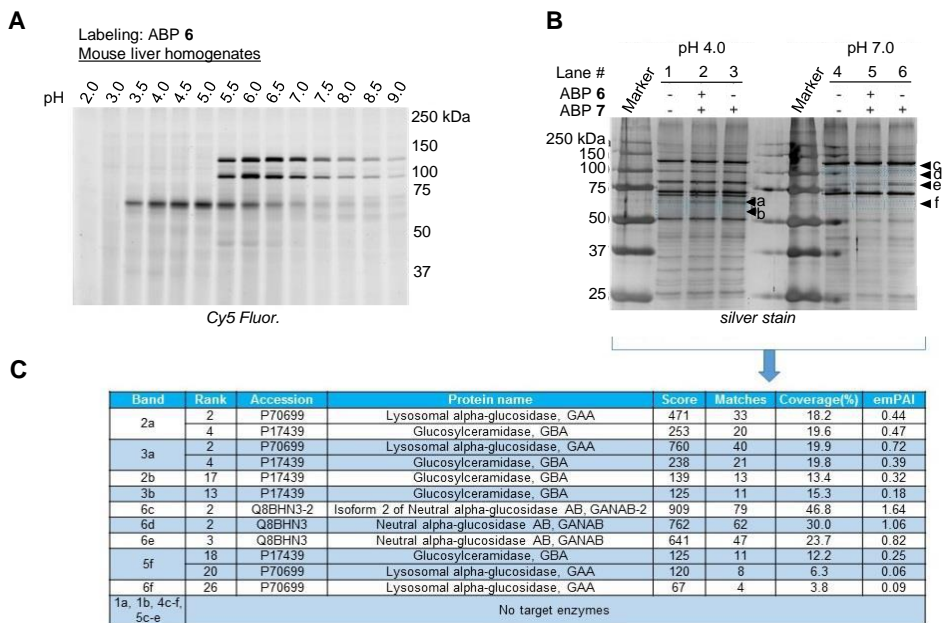 A
Labeling: ABP 6
Mouse liver homogenates
pH 2.0 3.0 3.5 4.0 4.5 5.0 5.5 6.0 6.5 7.0 7.5 8.0 8.5 9.0
250 kDa
150
100
75
50
37
Cy5 Fluor.
B
pH 4.0 pH 7.0
Lane # Marker 1 2 3 Marker 4 5 6
ABP 6 - + - - + -
ABP 7 - + + - + +
250 kDa
150
100
75
50
37
25
a
b
c
d
e
f
silver stain
C
Band Rank Accession Protein name Score Matches Coverage(%) emPAI
2a 2 P70699 Lysosomal alpha-glucosidase, GAA 471 33 18.2 0.44
4 P17439 Glucosylceramidase, GBA 253 20 19.6 0.47
3a 2 P70699 Lysosomal alpha-glucosidase, GAA 760 40 19.9 0.72
4 P17439 Glucosylceramidase, GBA 238 21 19.8 0.39
2b 17 P17439 Glucosylceramidase, GBA 139 13 13.4 0.32
3b 13 P17439 Glucosylceramidase, GBA 125 11 15.3 0.18
6c 2 Q8BHN3-2 Isoform 2 of Neutral alpha-glucosidase AB, GANAB-2 909 79 46.8 1.64
6d 2 Q8BHN3 Neutral alpha-glucosidase AB, GANAB 762 62 30.0 1.06
6e 3 Q8BHN3 Neutral alpha-glucosidase AB, GANAB 641 47 23.7 0.82
5f 18 P17439 Glucosylceramidase, GBA 125 11 12.2 0.25
20 P70699 Lysosomal alpha-glucosidase, GAA 120 8 6.3 0.06
6f 26 P70699 Lysosomal alpha-glucosidase, GAA 67 4 3.8 0.09
1a, 1b, 4c-f,
5c-e No target enzymes